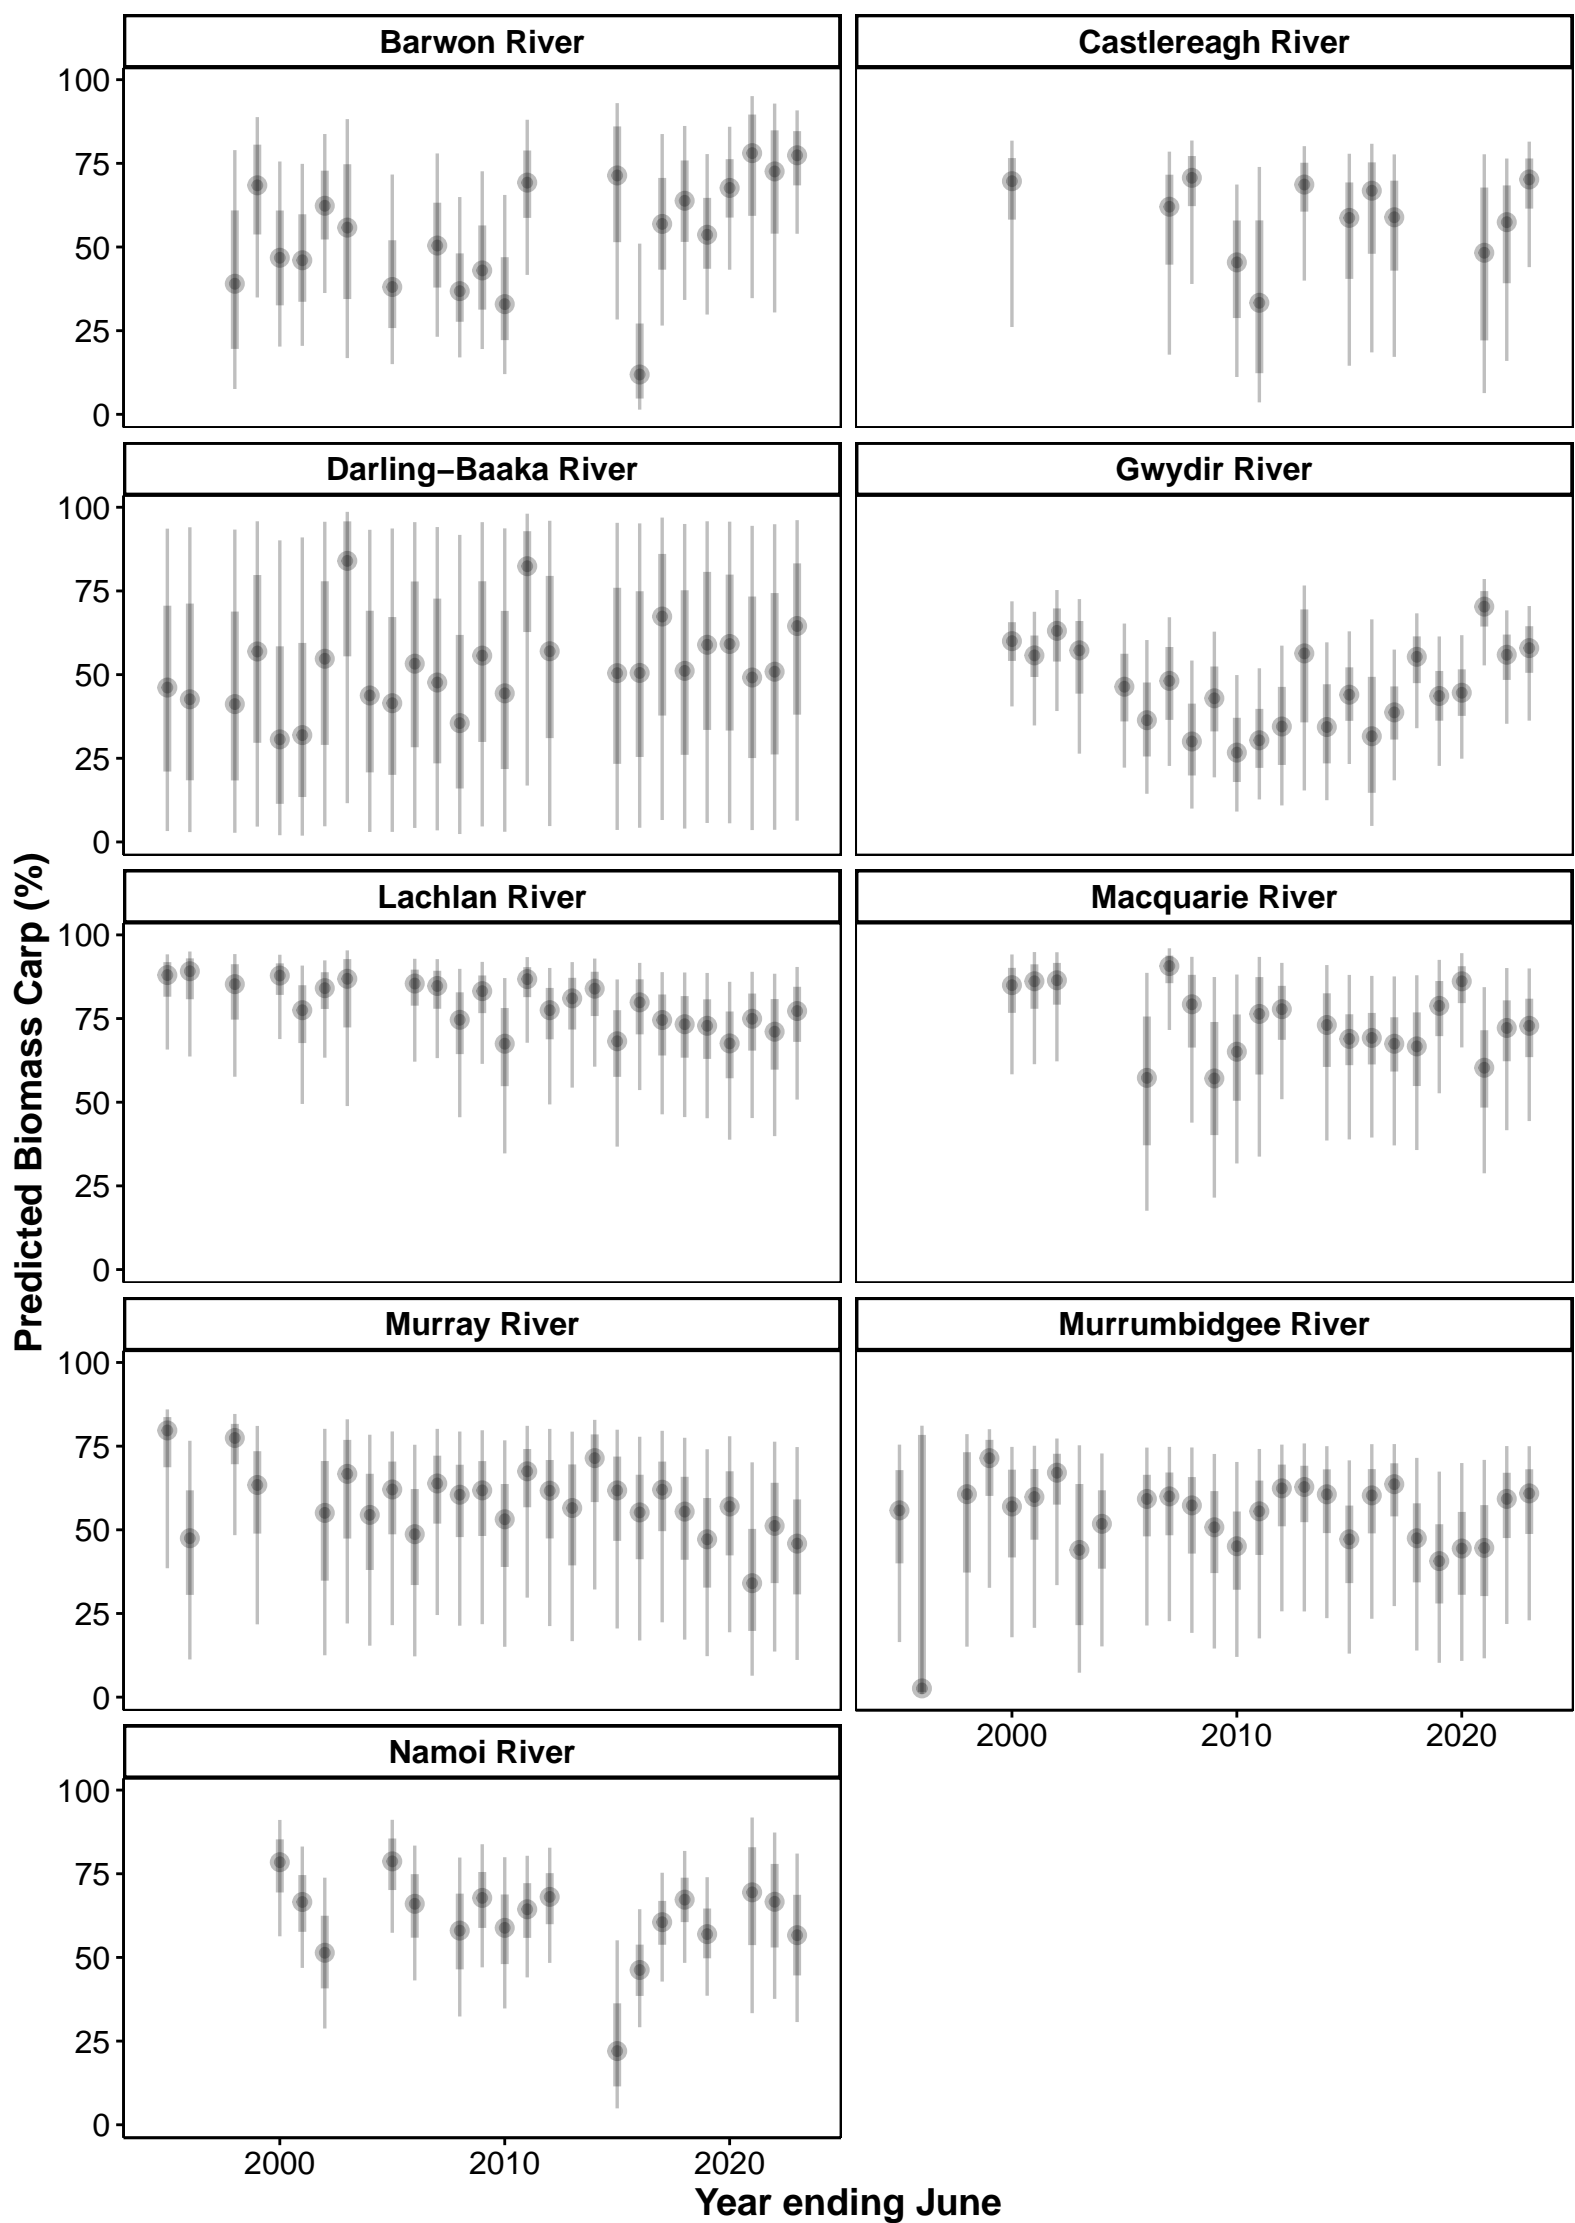 Barwon River
Castlereagh River
100
75
50
25
0
Darling–Baaka River
Gwydir River
100
75
50
25
0
Lachlan River
Macquarie River
100
75
50
25
0
Predicted Biomass Carp (%)
Murray River
Murrumbidgee River
100
75
50
25
0
2000 2010 2020
Namoi River
100
75
50
25
0
2000 2010 2020
Year ending June